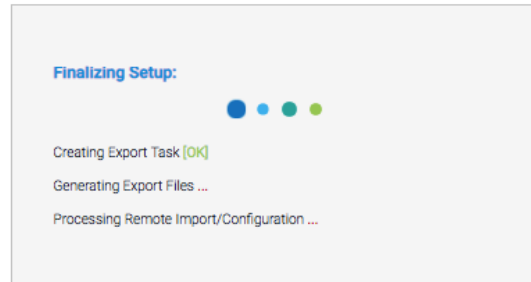 Finalizing Setup:
Creating Export Task [OK]
Generating Export Files ...
Processing Remote Import/Configuration ...